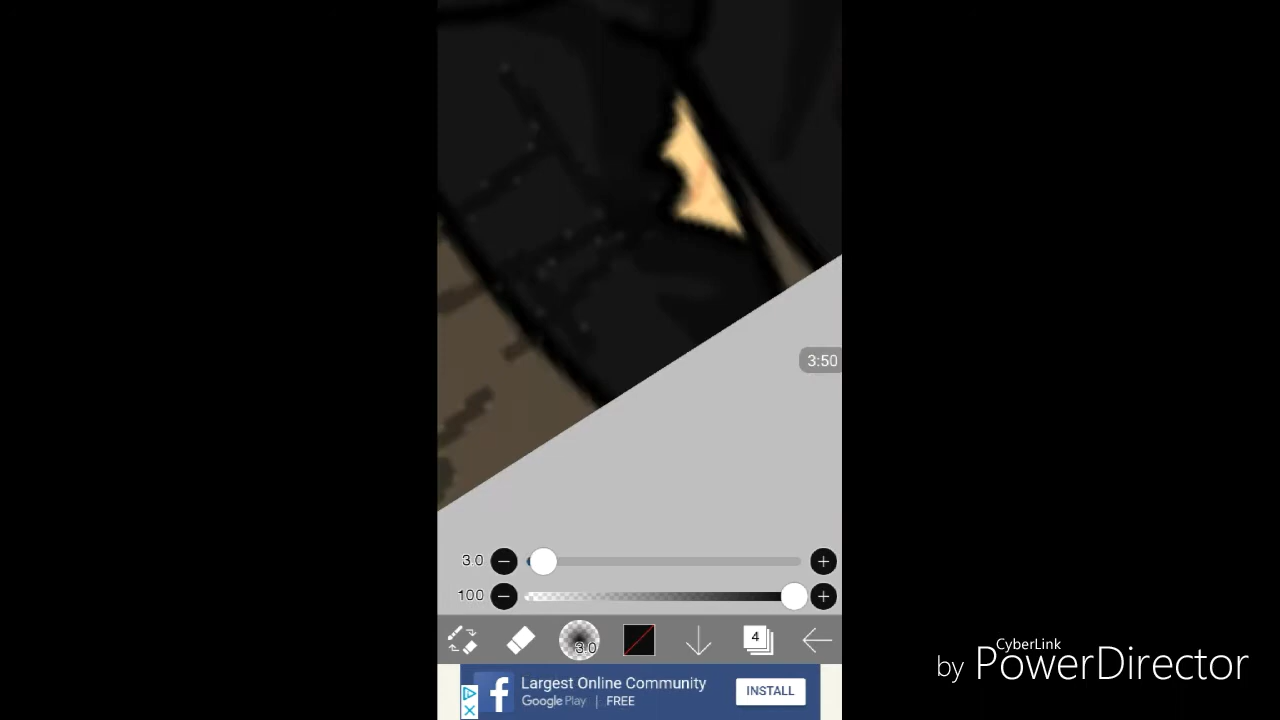 3:50
3.0
100
3.0
4
Largest Online Community
INSTALL
Google Play | FREE
CyberLink
by PowerDirector